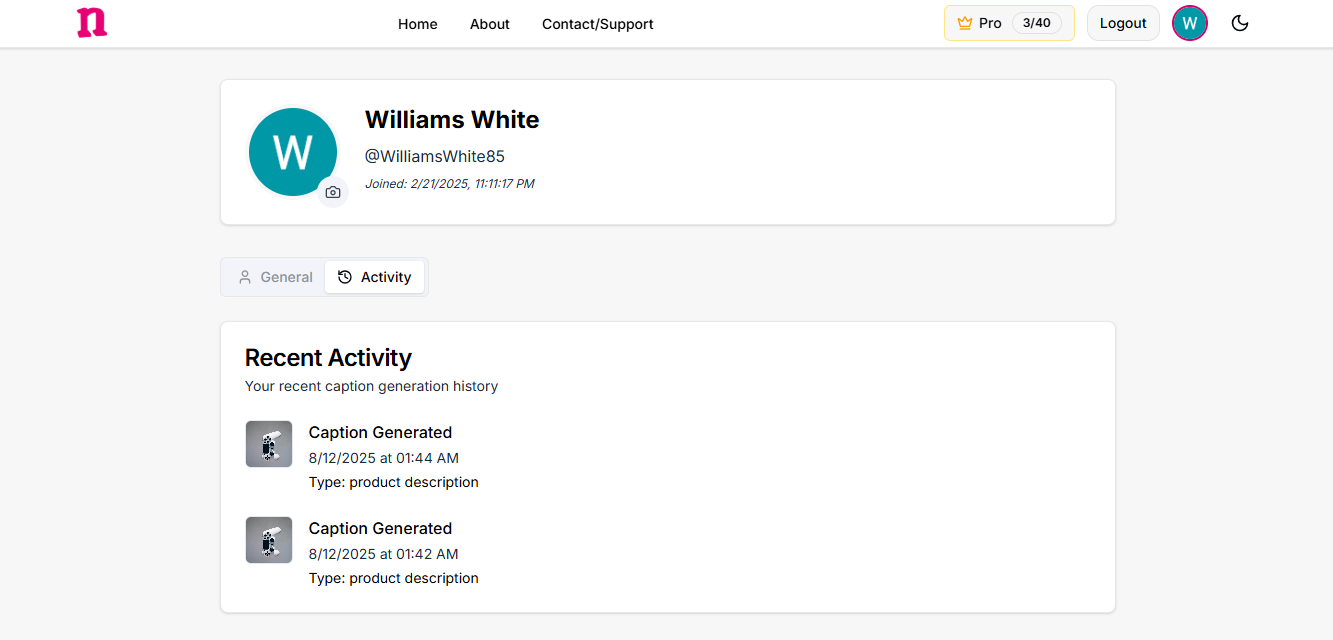 n
Home About Contact/Support Pro 3/40 Logout W
W
Williams White
@WilliamsWhite85
Joined: 2/21/2025, 11:11:17 PM
General Activity
Recent Activity
Your recent caption generation history
Caption Generated
8/12/2025 at 01:44 AM
Type: product description
Caption Generated
8/12/2025 at 01:42 AM
Type: product description